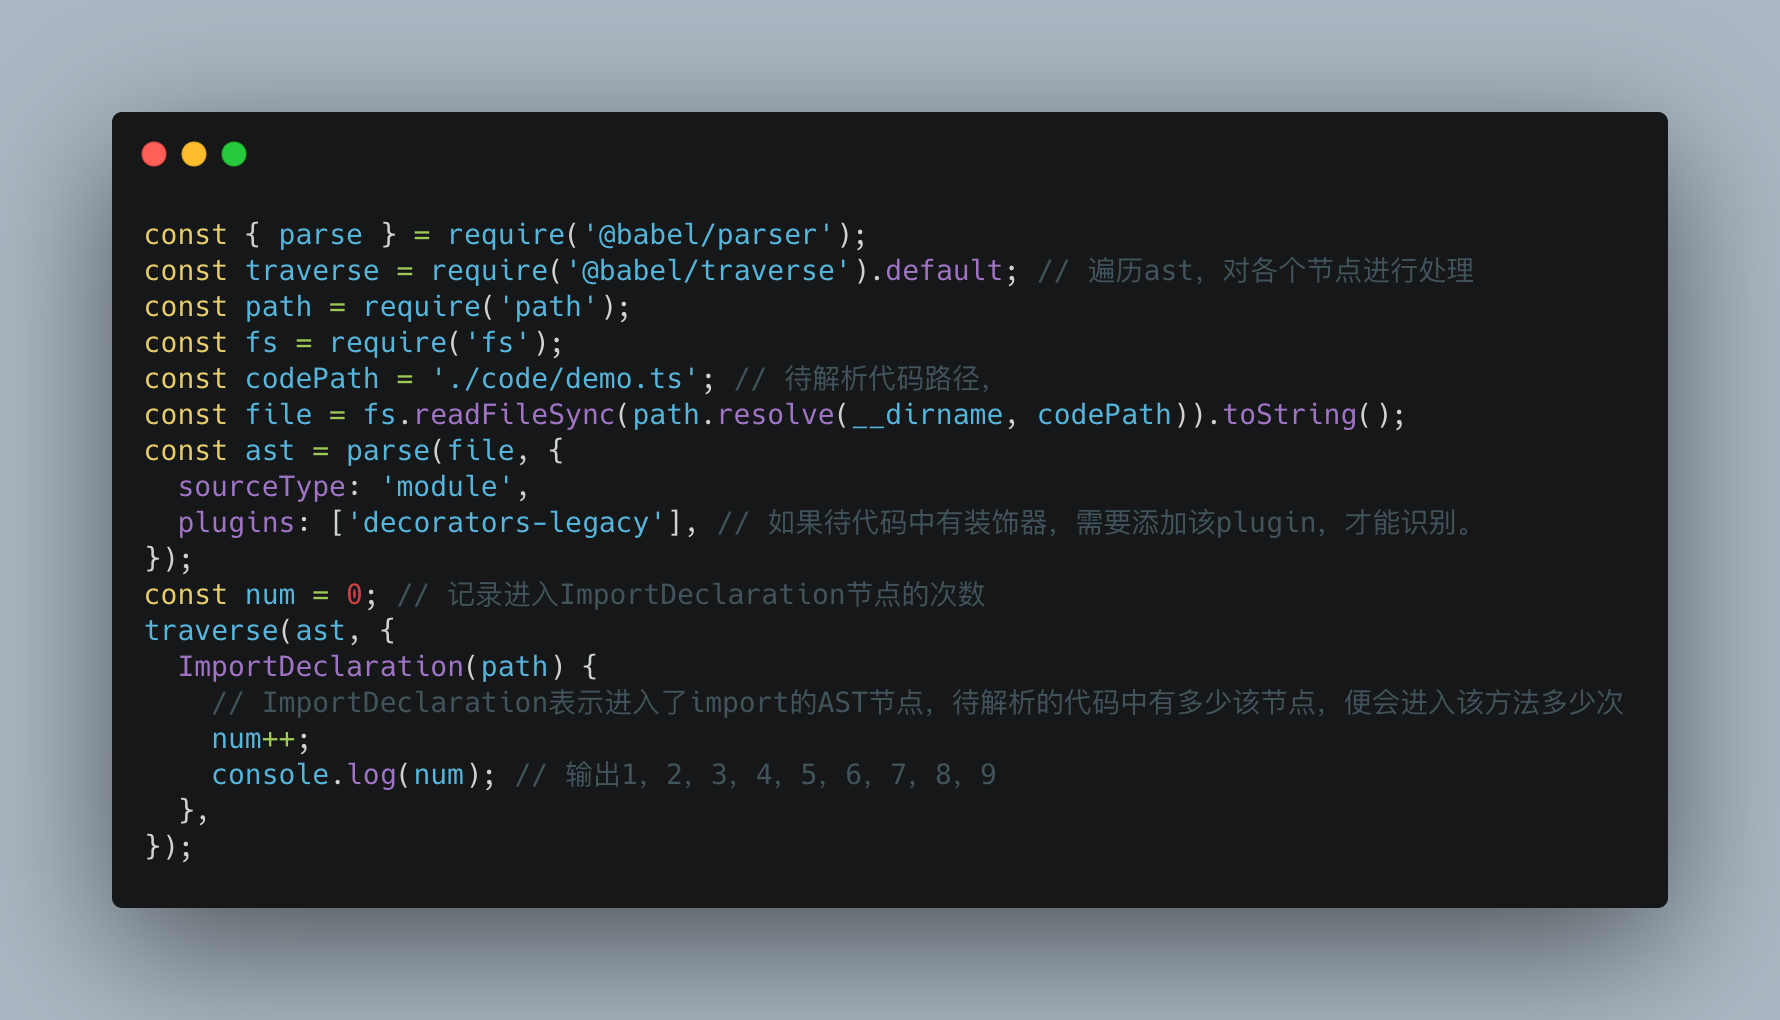 const { parse } = require('@babel/parser');
const traverse = require('@babel/traverse').default; // 遍历ast，对各个节点进行处理
const path = require('path');
const fs = require('fs');
const codePath = './code/demo.ts'; // 待解析代码路径，
const file = fs.readFileSync(path.resolve(__dirname, codePath)).toString();
const ast = parse(file, {
  sourceType: 'module',
  plugins: ['decorators-legacy'], // 如果待代码中有装饰器，需要添加该plugin，才能识别。
});
const num = 0; // 记录进入ImportDeclaration节点的次数
traverse(ast, {
  ImportDeclaration(path) {
    // ImportDeclaration表示进入了import的AST节点，待解析的代码中有多少该节点，便会进入该方法多少次
    num++;
    console.log(num); // 输出1，2，3，4，5，6，7，8，9
  },
});